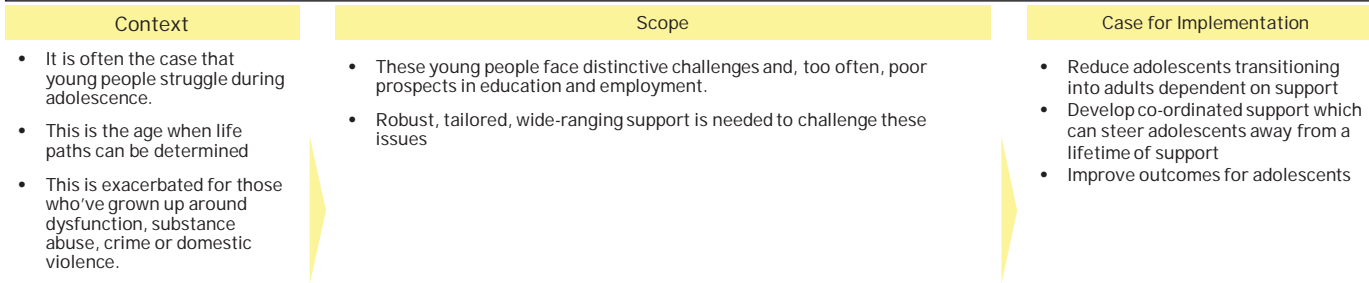 Context
• It is often the case that
young people struggle during
adolescence.
• This is the age when life
paths can be determined
• This is exacerbated for those
who've grown up around
dysfunction, substance
abuse, crime or domestic
violence.
Scope
• These young people face distinctive challenges and, too often, poor
prospects in education and employment.
• Robust, tailored, wide-ranging support is needed to challenge these
issues
Case for Implementation
• Reduce adolescents transitioning
into adults dependent on support
• Develop co-ordinated support which
can steer adolescents away from a
lifetime of support
• Improve outcomes for adolescents